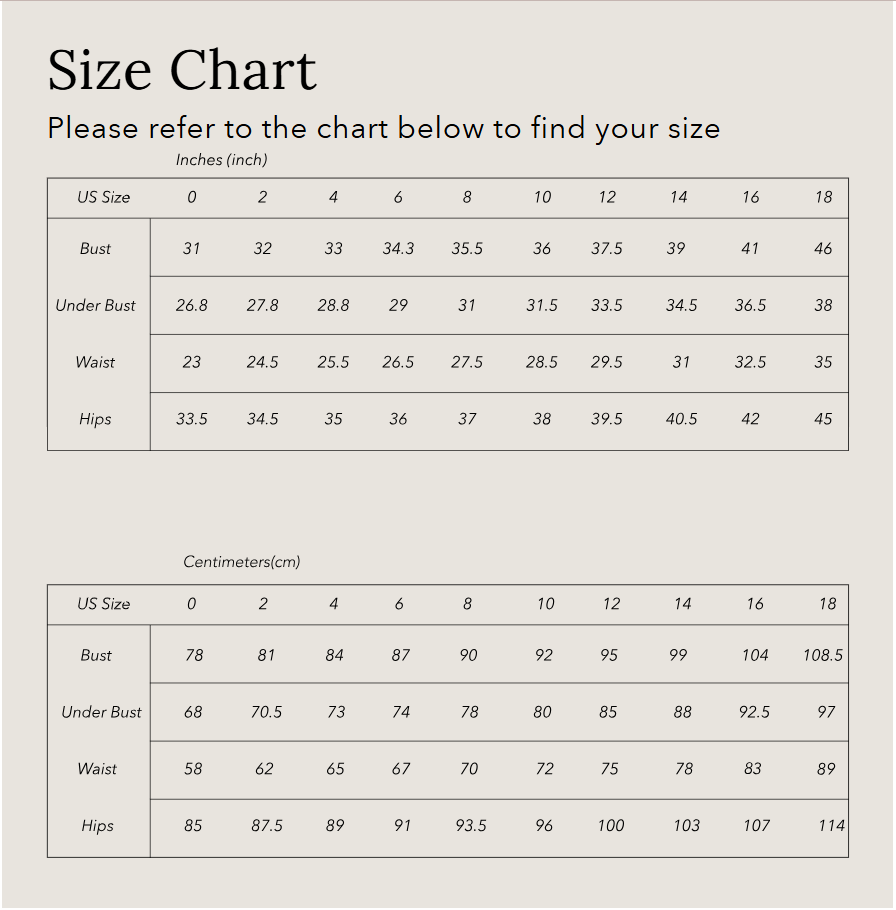 Size Chart
Please refer to the chart below to find your size
Inches (inch)
US Size 0 2 4 6 8 10 12 14 16 18
Bust 31 32 33 34.3 35.5 36 37.5 39 41 46
Under Bust 26.8 27.8 28.8 29 31 31.5 33.5 34.5 36.5 38
Waist 23 24.5 25.5 26.5 27.5 28.5 29.5 31 32.5 35
Hips 33.5 34.5 35 36 37 38 39.5 40.5 42 45
Centimeters(cm)
US Size 0 2 4 6 8 10 12 14 16 18
Bust 78 81 84 87 90 92 95 99 104 108.5
Under Bust 68 70.5 73 74 78 80 85 88 92.5 97
Waist 58 62 65 67 70 72 75 78 83 89
Hips 85 87.5 89 91 93.5 96 100 103 107 114